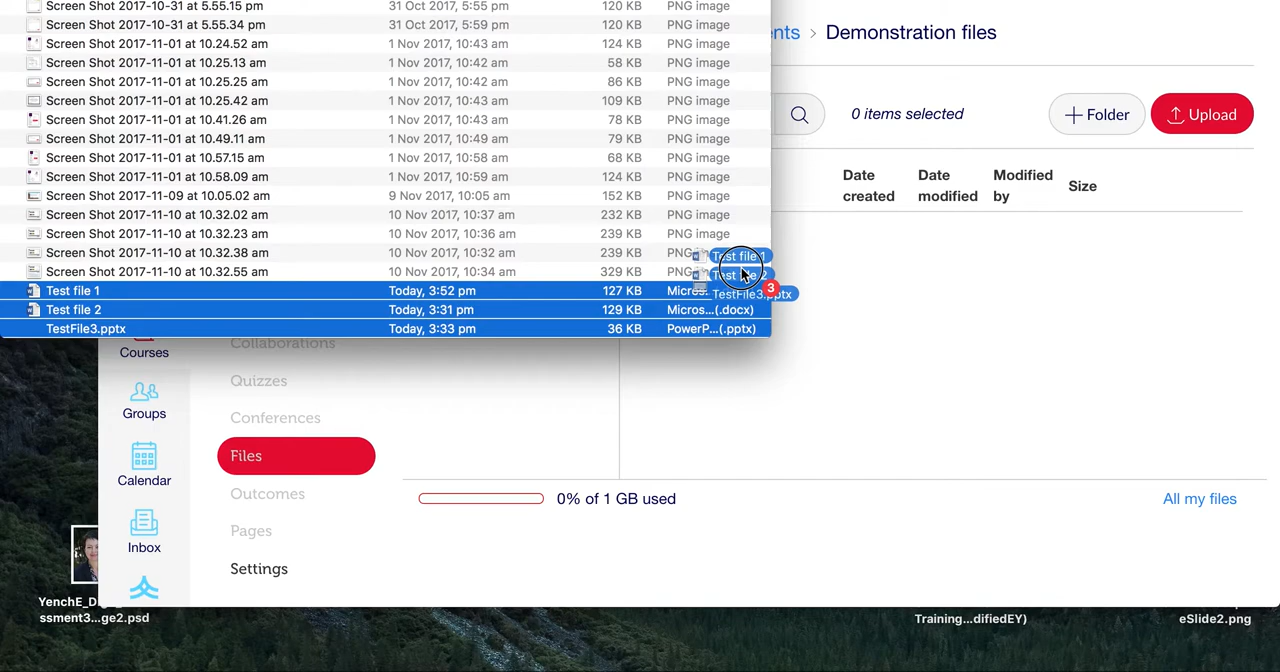 Screen Shot 2017-10-31 at 5.55.15 pm 31 Oct 2017, 5:55 pm 120 KB PNG image
Screen Shot 2017-10-31 at 5.55.34 pm 31 Oct 2017, 5:59 pm 120 KB PNG image
Screen Shot 2017-11-01 at 10.24.52 am 1 Nov 2017, 10:43 am 124 KB PNG image
Screen Shot 2017-11-01 at 10.25.13 am 1 Nov 2017, 10:42 am 58 KB PNG image
Screen Shot 2017-11-01 at 10.25.25 am 1 Nov 2017, 10:42 am 86 KB PNG image
Screen Shot 2017-11-01 at 10.25.42 am 1 Nov 2017, 10:43 am 109 KB PNG image
Screen Shot 2017-11-01 at 10.41.26 am 1 Nov 2017, 10:43 am 78 KB PNG image
Screen Shot 2017-11-01 at 10.49.11 am 1 Nov 2017, 10:49 am 79 KB PNG image
Screen Shot 2017-11-01 at 10.57.15 am 1 Nov 2017, 10:58 am 68 KB PNG image
Screen Shot 2017-11-01 at 10.58.09 am 1 Nov 2017, 10:59 am 124 KB PNG image
Screen Shot 2017-11-09 at 10.05.02 am 9 Nov 2017, 10:05 am 152 KB PNG image
Screen Shot 2017-11-10 at 10.32.02 am 10 Nov 2017, 10:37 am 232 KB PNG image
Screen Shot 2017-11-10 at 10.32.23 am 10 Nov 2017, 10:36 am 239 KB PNG image
Screen Shot 2017-11-10 at 10.32.38 am 10 Nov 2017, 10:32 am 239 KB
Screen Shot 2017-11-10 at 10.32.55 am 10 Nov 2017, 10:34 am 329 KB
Test file 1 Today, 3:52 pm 127 KB
Test file 2 Today, 3:31 pm 129 KB Micros...(.docx)
TestFile3.pptx Today, 3:33 pm 36 KB PowerP...(.pptx)
Test file 1
TestFile3.pptx
3
nts > Demonstration files
0 items selected
+ Folder
Upload
Date created
Date modified
Modified by
Size
Courses
Groups
Calendar
Inbox
Collaborations
Quizzes
Conferences
Files
Outcomes
Pages
Settings
0% of 1 GB used
All my files
ssment3...ge2.psd
Training...difiedEY)
eSlide2.png